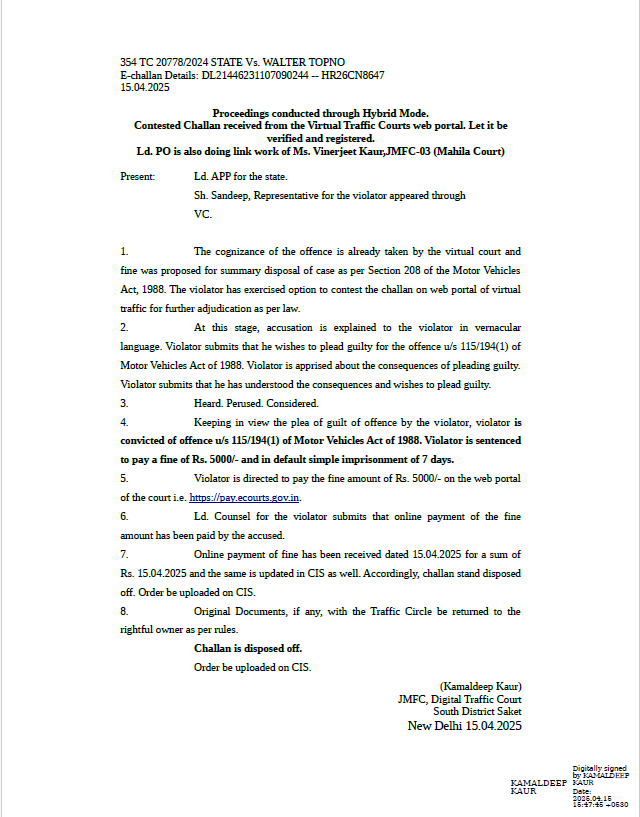 354 TC 20778/2024 STATE Vs. WALTER TOPNO
E-challan Details: DL21446231107090244 -- HR26CN8647
15.04.2025
Proceedings conducted through Hybrid Mode.
Contested Challan received from the Virtual Traffic Courts web portal. Let it be
verified and registered.
Ld. PO is also doing link work of Ms. Vinerjeet Kaur,JMFC-03 (Mahila Court)
Present: Ld. APP for the state.
Sh. Sandeep, Representative for the violator appeared through
VC.
1. The cognizance of the offence is already taken by the virtual court and
fine was proposed for summary disposal of case as per Section 208 of the Motor Vehicles
Act, 1988. The violator has exercised option to contest the challan on web portal of virtual
traffic for further adjudication as per law.
2. At this stage, accusation is explained to the violator in vernacular
language. Violator submits that he wishes to plead guilty for the offence u/s 115/194(1) of
Motor Vehicles Act of 1988. Violator is apprised about the consequences of pleading guilty.
Violator submits that he has understood the consequences and wishes to plead guilty.
3. Heard. Perused. Considered.
4. Keeping in view the plea of guilt of offence by the violator, violator is
convicted of offence u/s 115/194(1) of Motor Vehicles Act of 1988. Violator is sentenced
to pay a fine of Rs. 5000/- and in default simple imprisonment of 7 days.
5. Violator is directed to pay the fine amount of Rs. 5000/- on the web portal
of the court i.e. https://pay.ecourts.gov.in.
6. Ld. Counsel for the violator submits that online payment of the fine
amount has been paid by the accused.
7. Online payment of fine has been received dated 15.04.2025 for a sum of
Rs. 15.04.2025 and the same is updated in CIS as well. Accordingly, challan stand disposed
off. Order be uploaded on CIS.
8. Original Documents, if any, with the Traffic Circle be returned to the
rightful owner as per rules.
Challan is disposed off.
Order be uploaded on CIS.
(Kamaldeep Kaur)
JMFC, Digital Traffic Court
South District Saket
New Delhi 15.04.2025
KAMALDEEP
KAUR
Digitally signed
by KAMALDEEP
KAUR
Date:
2025.04.15
15:47:45 +0530